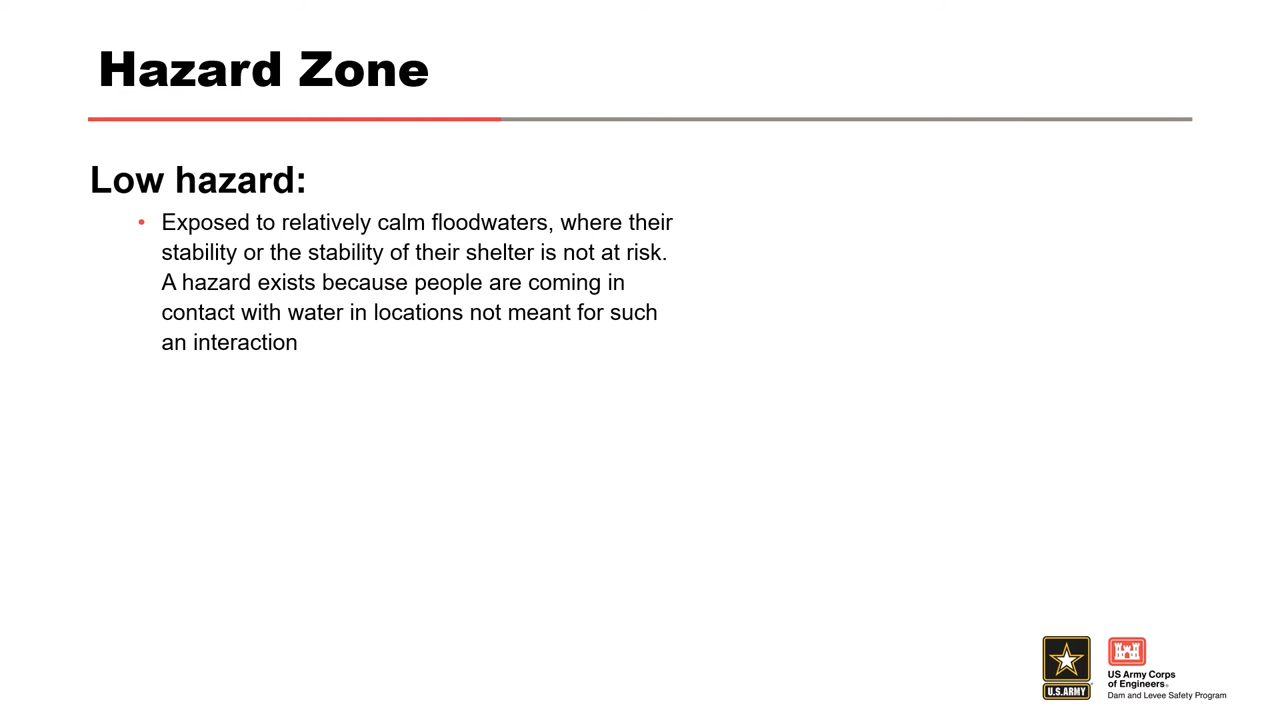 Hazard Zone
Low hazard:
• Exposed to relatively calm floodwaters, where their
stability or the stability of their shelter is not at risk.
A hazard exists because people are coming in
contact with water in locations not meant for such
an interaction
U.S.ARMY
US Army Corps
of Engineers®
Dam and Levee Safety Program